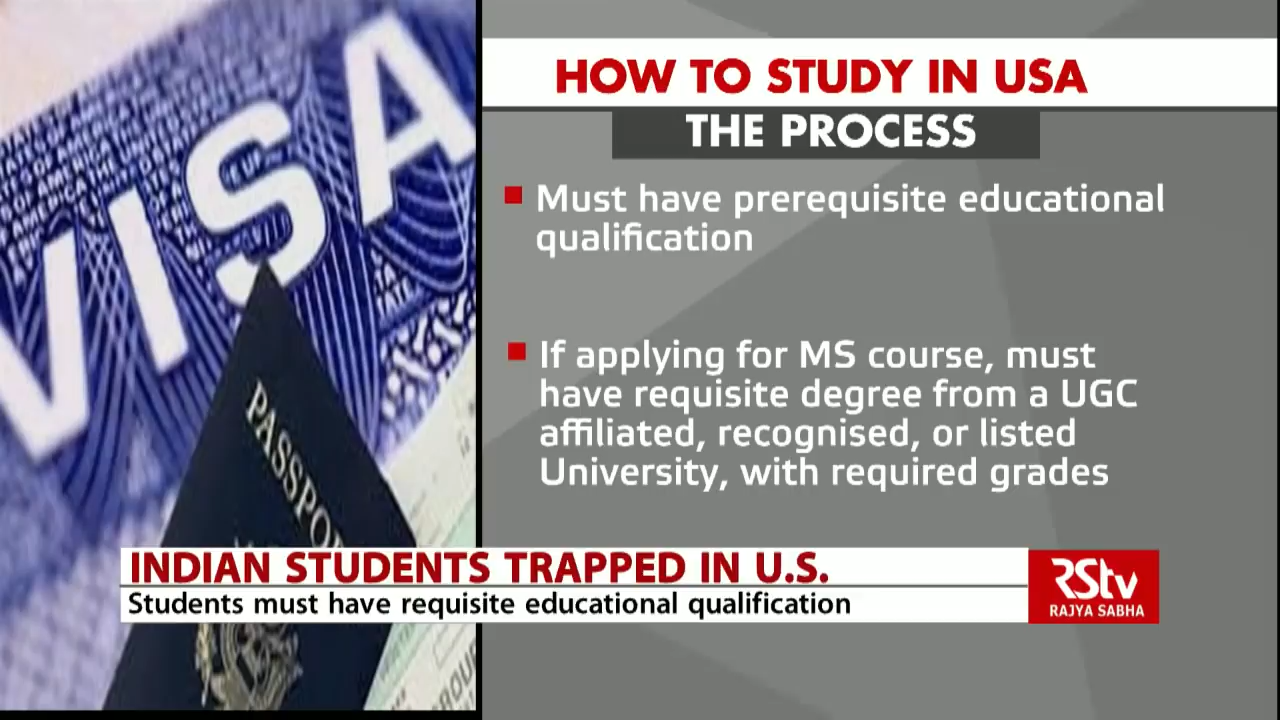 VISA
PASSPO
HOW TO STUDY IN USA
THE PROCESS
Must have prerequisite educational
qualification
If applying for MS course, must
have requisite degree from a UGC
affiliated, recognised, or listed
University, with required grades
INDIAN STUDENTS TRAPPED IN U.S.
Students must have requisite educational qualification
RSTV
RAJYA SABHA